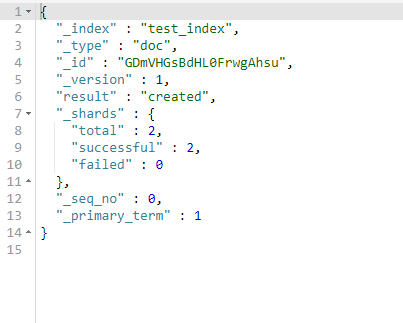 1 {
2 "_index" : "test_index",
3 "_type" : "doc",
4 "_id" : "GDmVHGsBdHL0FrwgAhsu",
5 "_version" : 1,
6 "result" : "created",
7 "_shards" : {
8 "total" : 2,
9 "successful" : 2,
10 "failed" : 0
11 },
12 "_seq_no" : 0,
13 "_primary_term" : 1
14 }
15